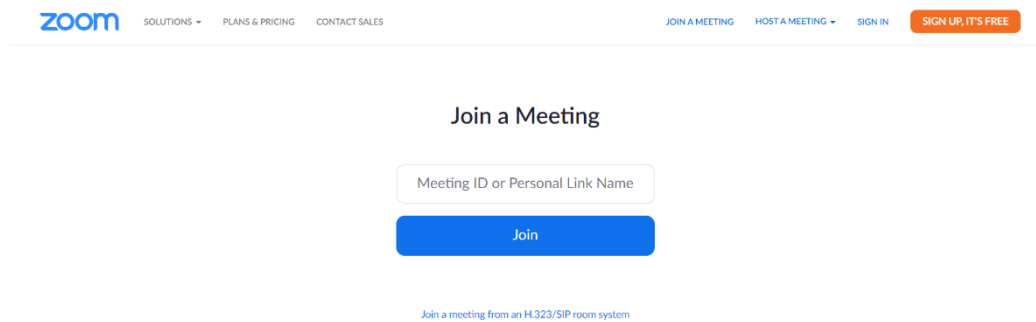 zoom SOLUTIONS PLANS & PRICING CONTACT SALES JOIN A MEETING HOST A MEETING SIGN IN SIGN UP, IT'S FREE
Join a Meeting
Meeting ID or Personal Link Name
Join
Join a meeting from an H.323/SIP room system